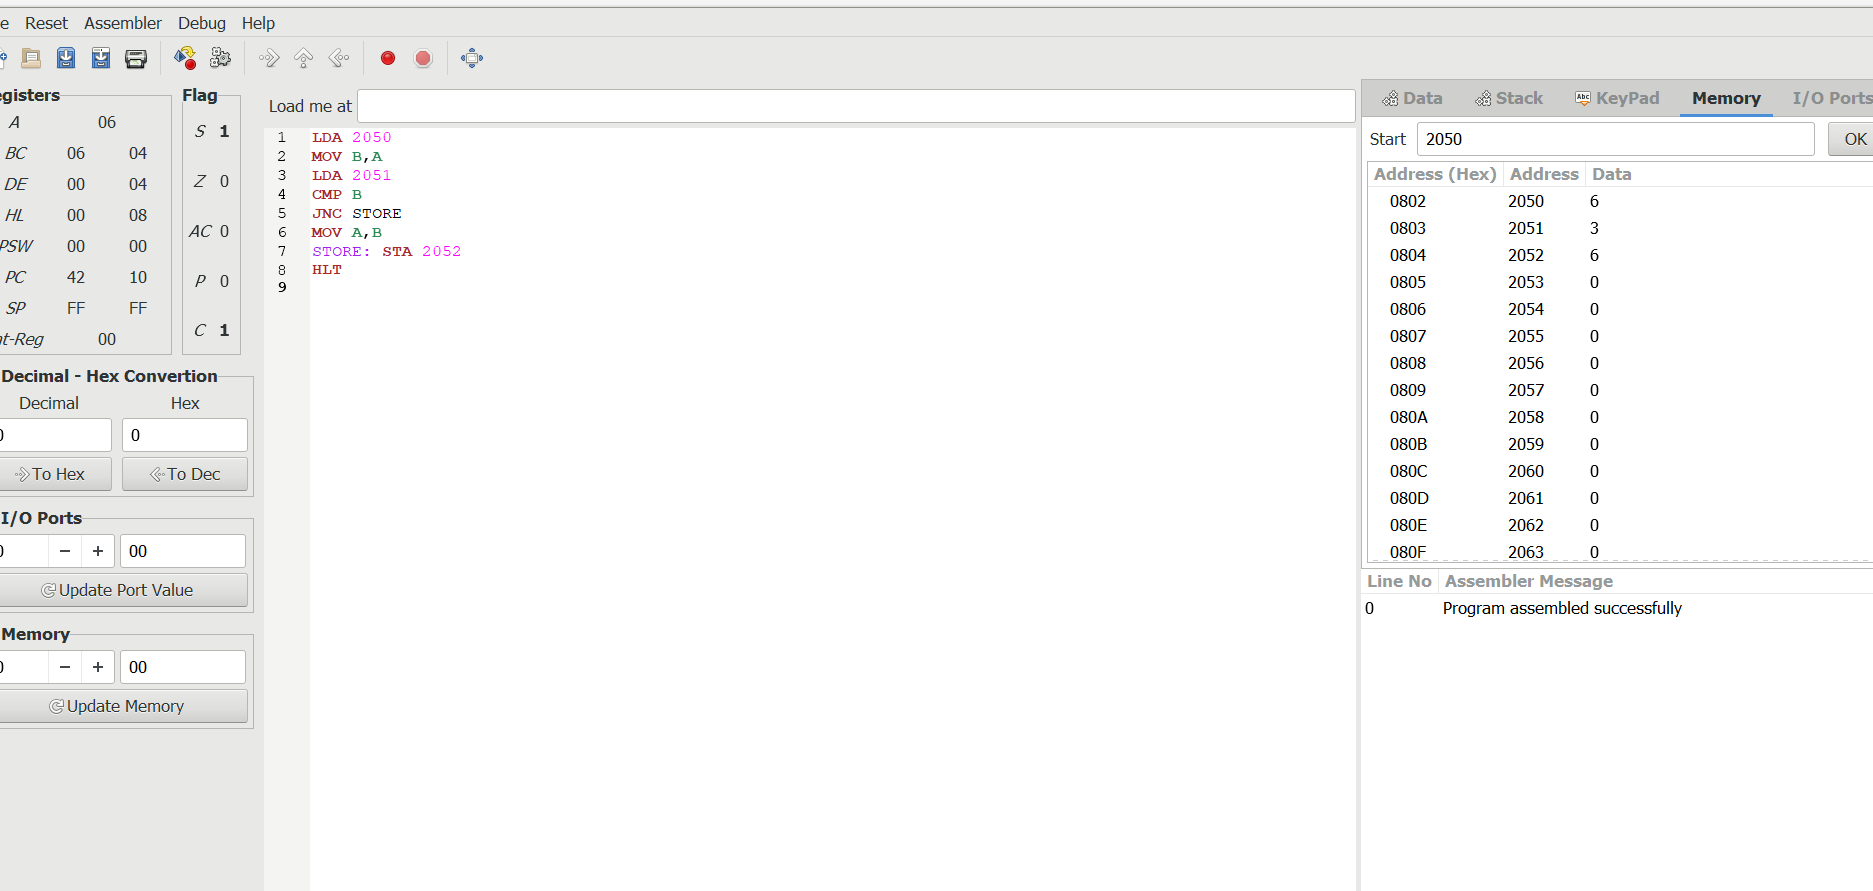 e Reset Assembler Debug Help
egisters
A 06
BC 06 04
DE 00 04
HL 00 08
PSW 00 00
PC 42 10
SP FF FF
nt-Reg 00
Flag
S 1
Z 0
AC 0
P 0
C 1
Decimal - Hex Convertion
Decimal Hex
0 0
To Hex To Dec
I/O Ports
0 − + 00
Update Port Value
Memory
0 − + 00
Update Memory
Load me at
1 LDA 2050
2 MOV B,A
3 LDA 2051
4 CMP B
5 JNC STORE
6 MOV A,B
7 STORE: STA 2052
8 HLT
9
Data Stack Abc KeyPad Memory I/O Ports
Start 2050 OK
Address (Hex) Address Data
0802 2050 6
0803 2051 3
0804 2052 6
0805 2053 0
0806 2054 0
0807 2055 0
0808 2056 0
0809 2057 0
080A 2058 0
080B 2059 0
080C 2060 0
080D 2061 0
080E 2062 0
080F 2063 0
Line No Assembler Message
0 Program assembled successfully